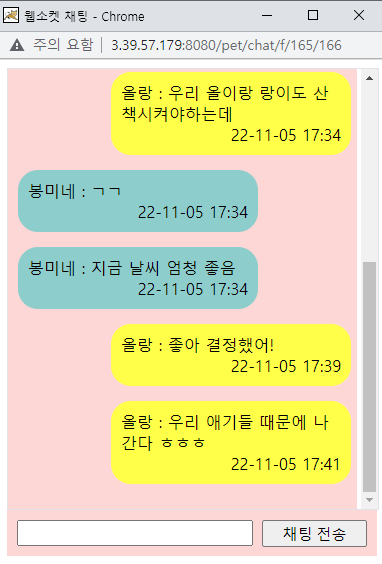 웹소켓 채팅 - Chrome
주의 요함 | 3.39.57.179:8080/pet/chat/f/165/166
올랑 : 우리 올이랑 랑이도 산
책시켜야하는데
22-11-05 17:34
봉미네 : ㄱㄱ
22-11-05 17:34
봉미네 : 지금 날씨 엄청 좋음
22-11-05 17:34
올랑 : 좋아 결정했어!
22-11-05 17:39
올랑 : 우리 애기들 때문에 나
간다 ㅎㅎㅎ
22-11-05 17:41
채팅 전송